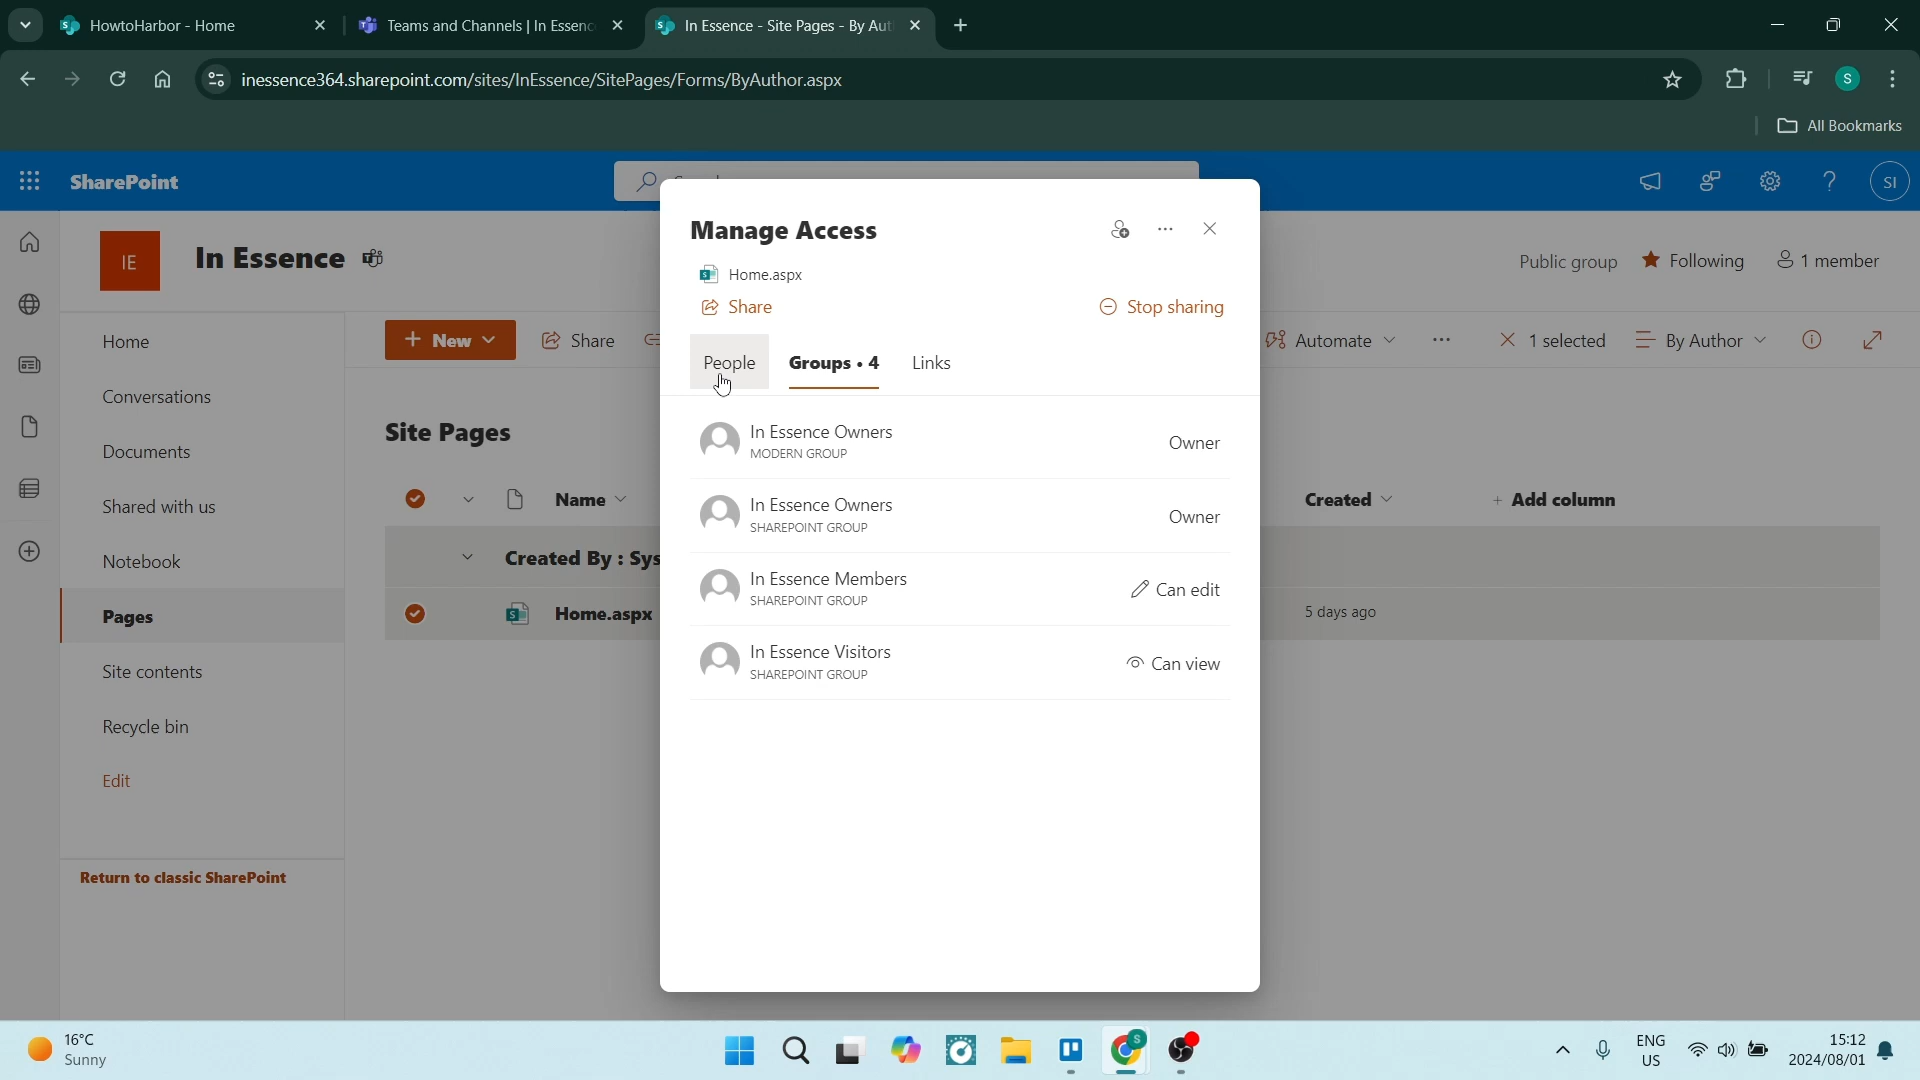 HowtoHarbor - Home
Teams and Channels | In Essenc
In Essence - Site Pages - By Aut
inessence364.sharepoint.com/sites/InEssence/SitePages/Forms/ByAuthor.aspx
S
All Bookmarks
SharePoint
SI
IE
In Essence
Public group
Following
1 member
Manage Access
Home.aspx
Share
Stop sharing
People
Groups • 4
Links
In Essence Owners
MODERN GROUP
Owner
In Essence Owners
SHAREPOINT GROUP
Owner
In Essence Members
SHAREPOINT GROUP
Can edit
In Essence Visitors
SHAREPOINT GROUP
Can view
Home
Conversations
Documents
Shared with us
Notebook
Pages
Site contents
Recycle bin
Edit
Return to classic SharePoint
+ New
Share
Automate
1 selected
By Author
Site Pages
Name
Created
+ Add column
Created By : Sys
Home.aspx
5 days ago
16°C
Sunny
ENG
US
15:12
2024/08/01